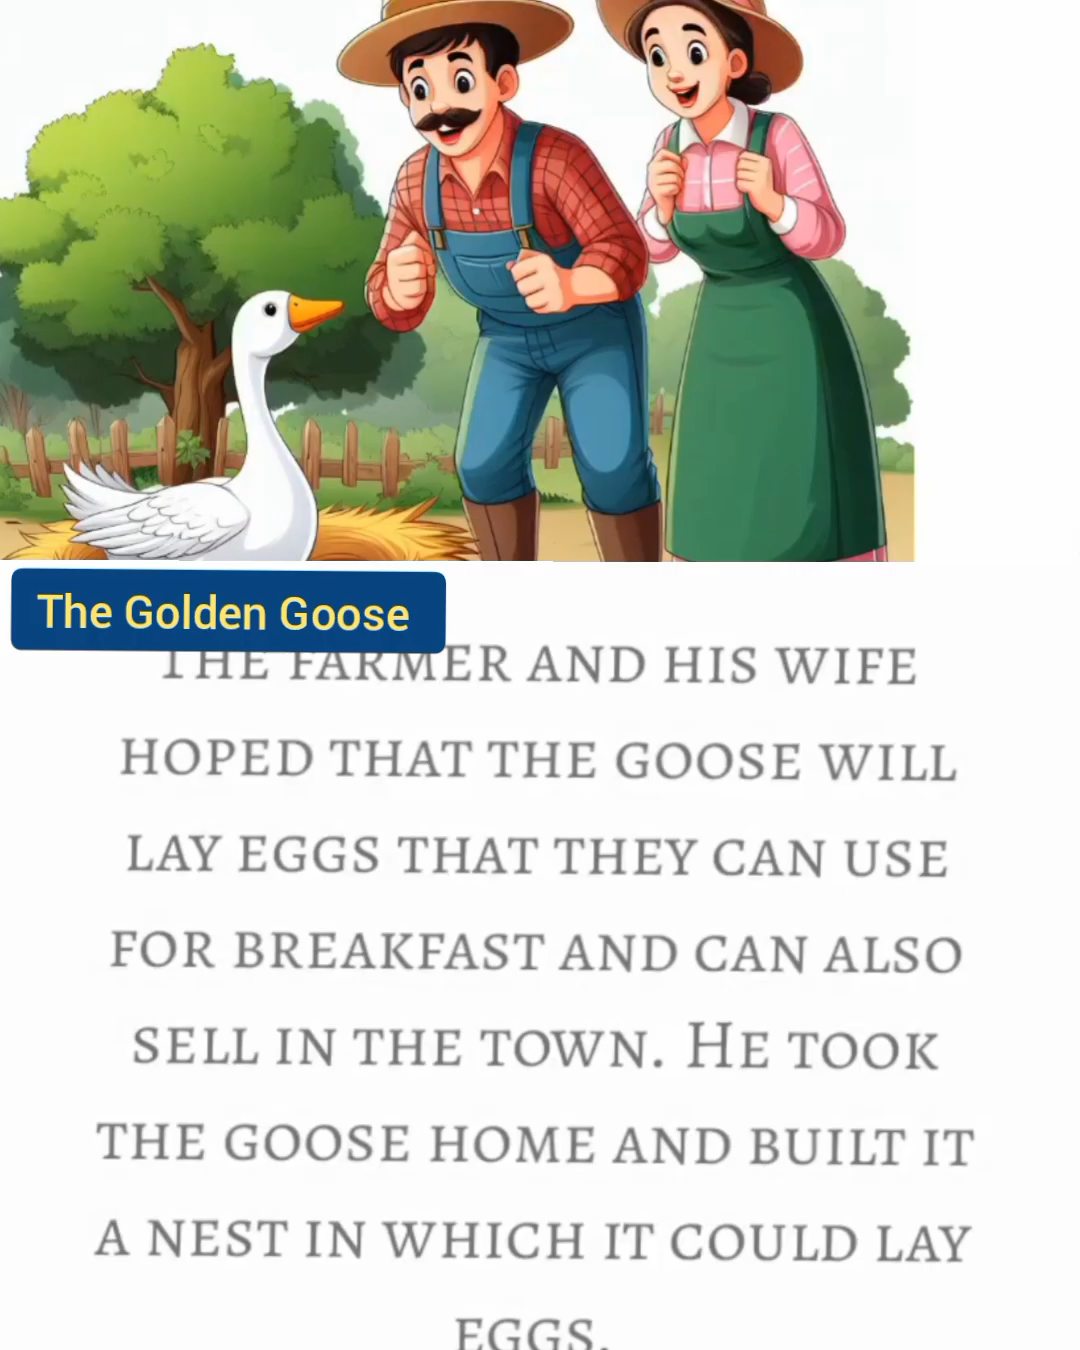 The Golden Goose
THE FARMER AND HIS WIFE
HOPED THAT THE GOOSE WILL
LAY EGGS THAT THEY CAN USE
FOR BREAKFAST AND CAN ALSO
SELL IN THE TOWN. HE TOOK
THE GOOSE HOME AND BUILT IT
A NEST IN WHICH IT COULD LAY
EGGS.